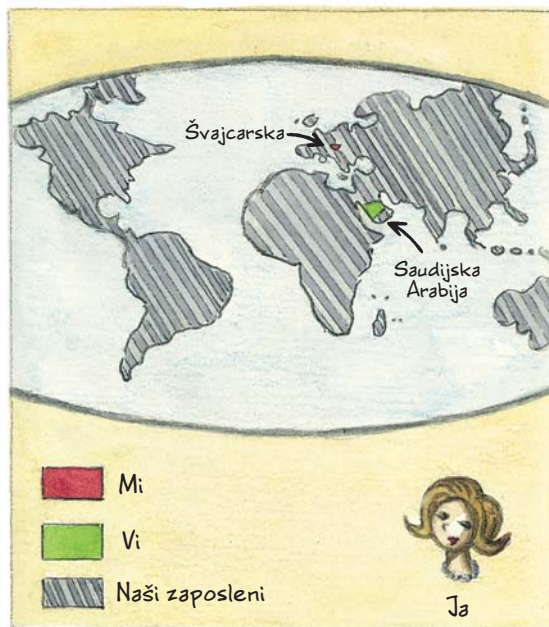 Švajcarska
Saudijska
Arabija
Mi
Vi
Naši zaposleni
Ja